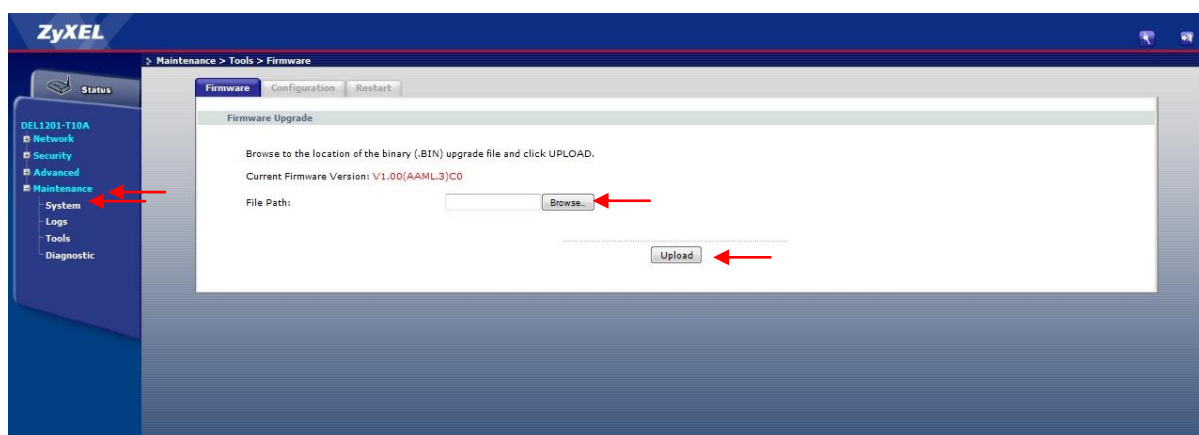 ZyXEL
Maintenance > Tools > Firmware
Status
DEL1201-T10A
Network
Security
Advanced
Maintenance
System
Logs
Tools
Diagnostic
Firmware
Configuration
Restart
Firmware Upgrade
Browse to the location of the binary (.BIN) upgrade file and click UPLOAD.
Current Firmware Version: V1.00(AAML.3)C0
File Path:
Browse..
Upload